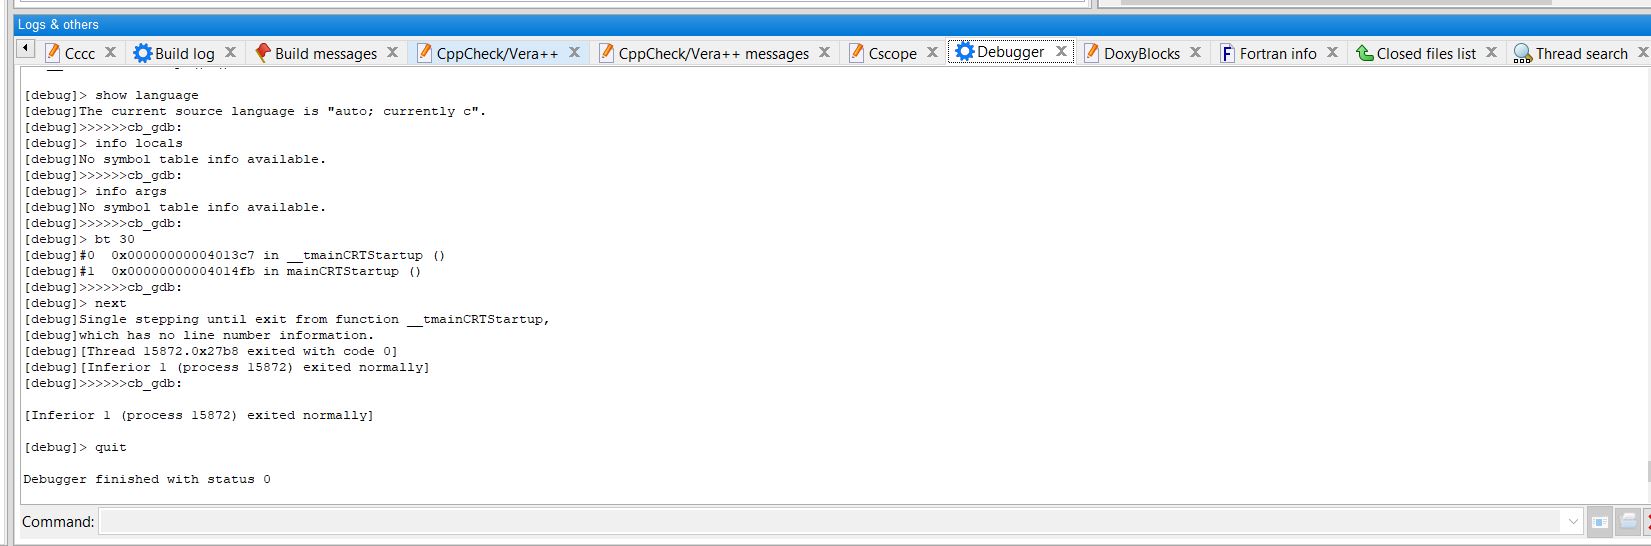 Logs & others
Cccc
Build log
Build messages
CppCheck/Vera++
CppCheck/Vera++ messages
Cscope
Debugger
DoxyBlocks
Fortran info
Closed files list
Thread search
[debug]> show language
[debug]The current source language is "auto; currently c".
[debug]>>>>>>cb_gdb:
[debug]> info locals
[debug]No symbol table info available.
[debug]>>>>>>cb_gdb:
[debug]> info args
[debug]No symbol table info available.
[debug]>>>>>>cb_gdb:
[debug]> bt 30
[debug]#0  0x00000000004013c7 in __tmainCRTStartup ()
[debug]#1  0x00000000004014fb in mainCRTStartup ()
[debug]>>>>>>cb_gdb:
[debug]> next
[debug]Single stepping until exit from function __tmainCRTStartup,
[debug]which has no line number information.
[debug][Thread 15872.0x27b8 exited with code 0]
[debug][Inferior 1 (process 15872) exited normally]
[debug]>>>>>>cb_gdb:
[Inferior 1 (process 15872) exited normally]
[debug]> quit
Debugger finished with status 0
Command: